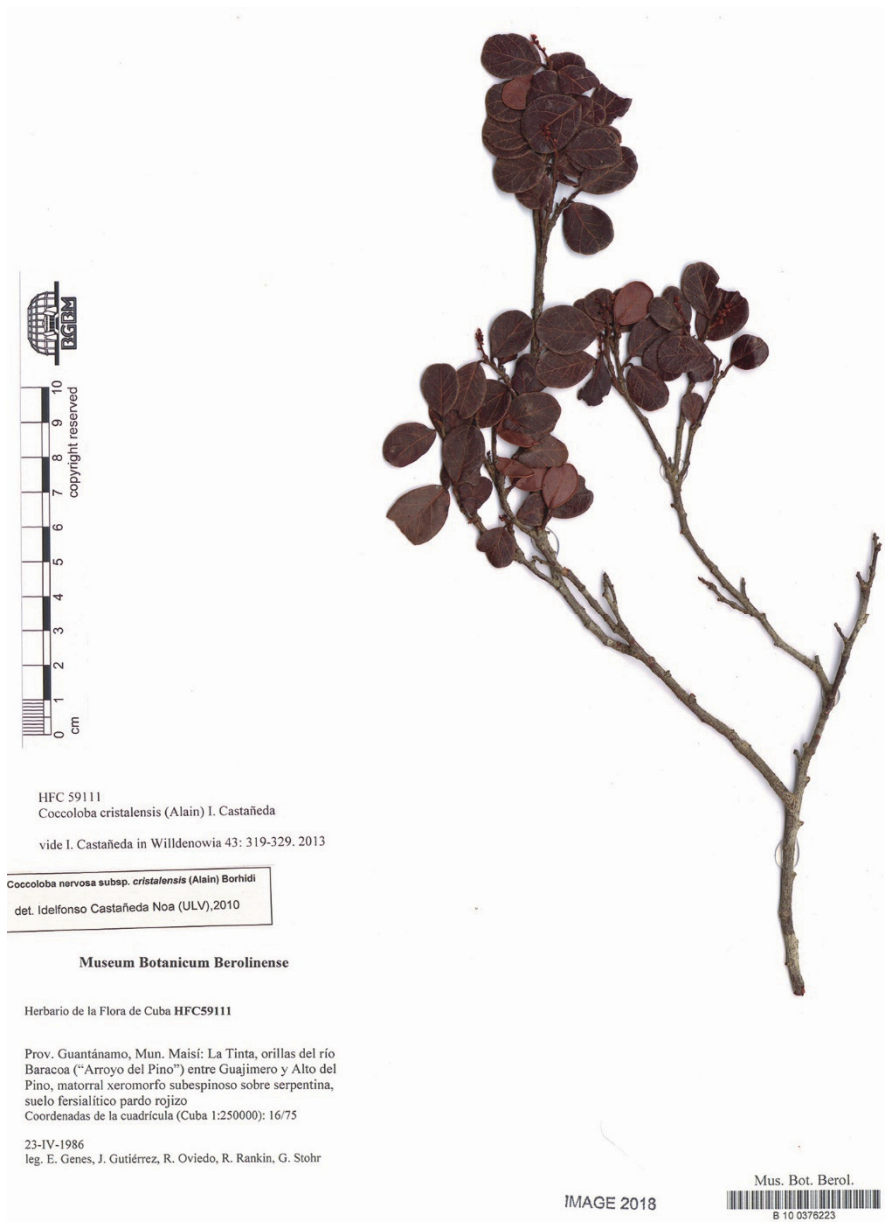 BGBM
copyright reserved
0 1 2 3 4 5 6 7 8 9 10
cm
HFC 59111
Coccoloba cristalensis (Alain) I. Castañeda
vide I. Castañeda in Willdenowia 43: 319-329. 2013
Coccoloba nervosa subsp. cristalensis (Alain) Borhidi
det. Idelfonso Castañeda Noa (ULV),2010
Museum Botanicum Berolinense
Herbario de la Flora de Cuba HFC59111
Prov. Guantánamo, Mun. Maisí: La Tinta, orillas del río
Baracoa (“Arroyo del Pino”) entre Guajimero y Alto del
Pino, matorral xeromorfo subespinoso sobre serpentina,
suelo fersialítico pardo rojizo
Coordenadas de la cuadrícula (Cuba 1:250000): 16/75
23-IV-1986
leg. E. Genes, J. Gutiérrez, R. Oviedo, R. Rankin, G. Stohr
IMAGE 2018
Mus. Bot. Berol.
B 10 0376223